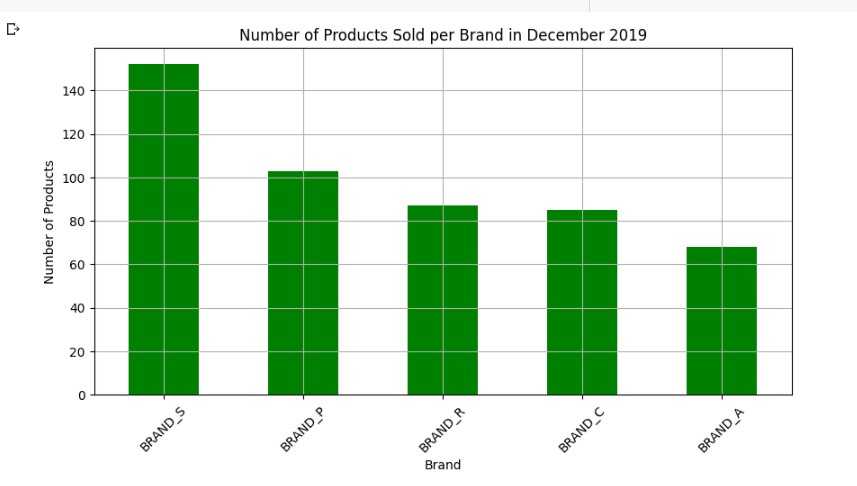 Number of Products Sold per Brand in December 2019
Number of Products
140
120
100
80
60
40
20
0
BRAND_S
BRAND_P
BRAND_R
BRAND_C
BRAND_A
Brand